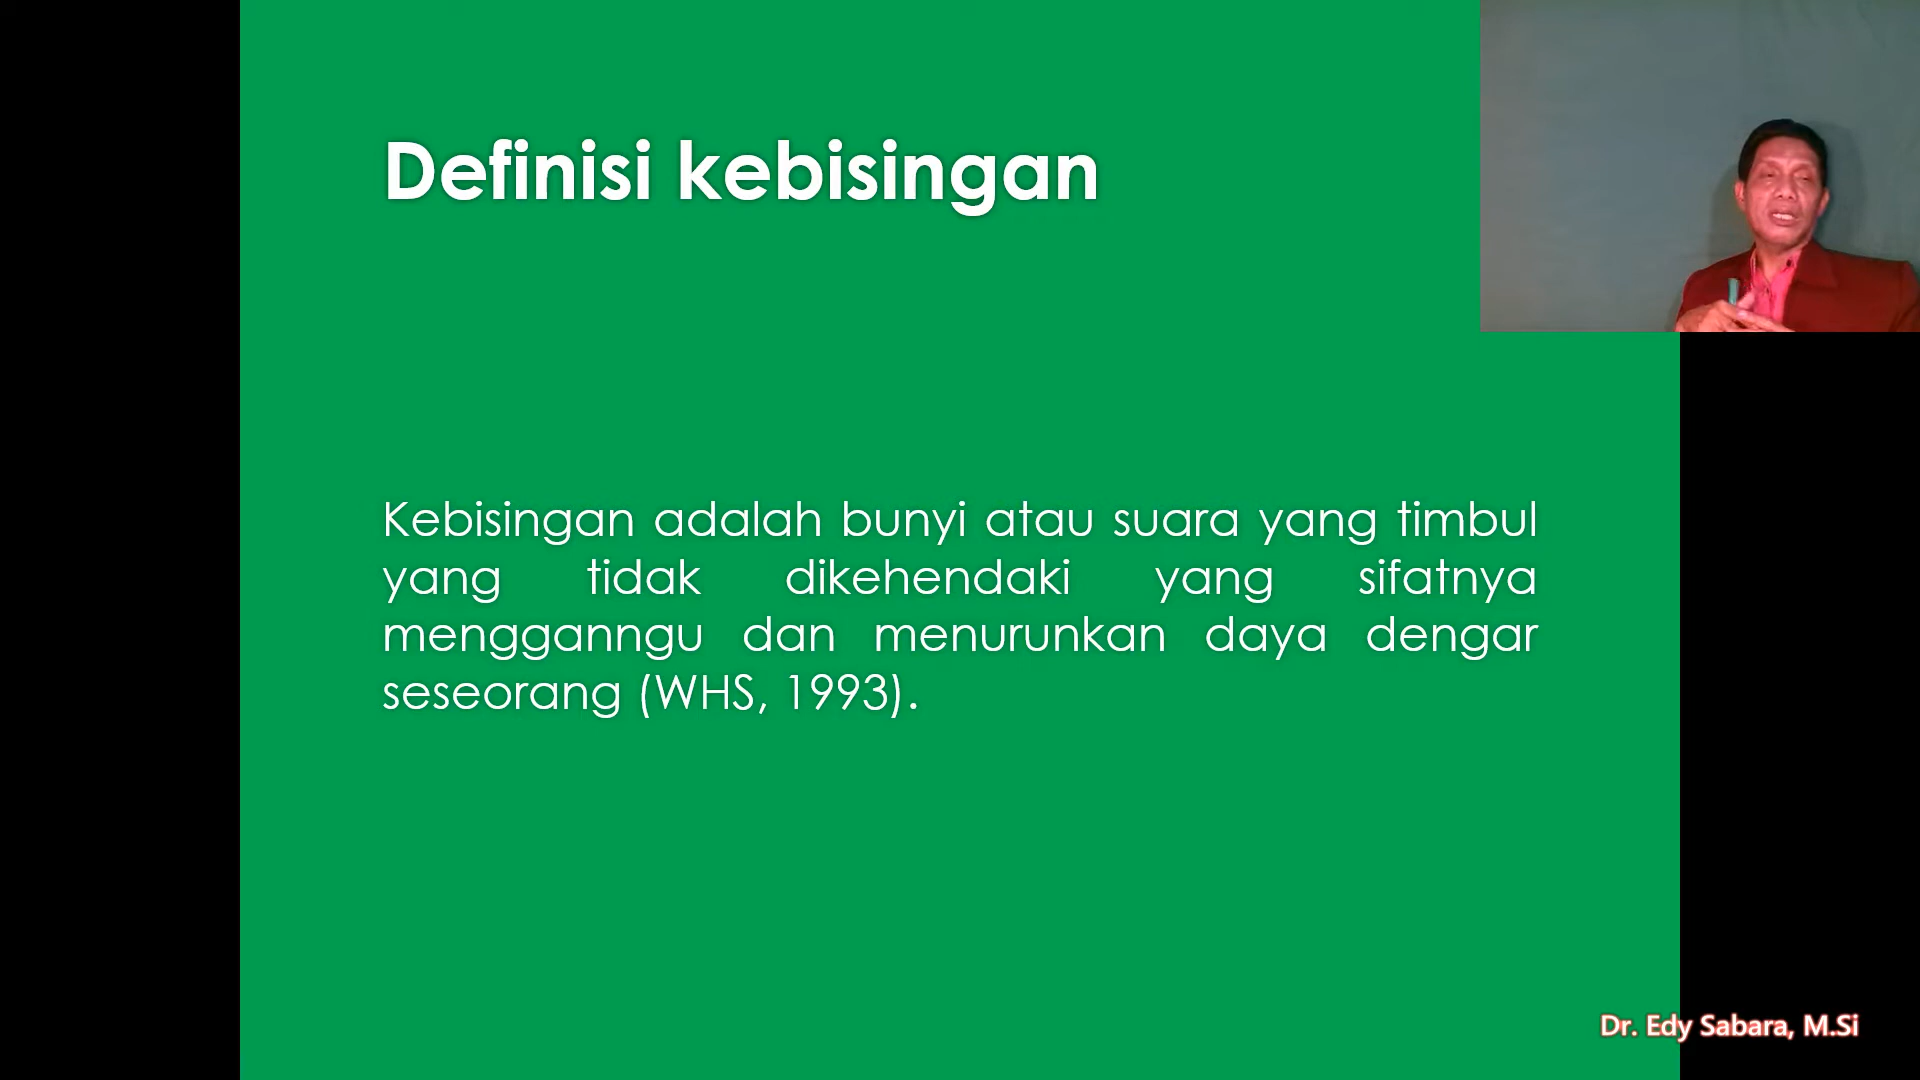 Definisi kebisingan
Kebisingan adalah bunyi atau suara yang timbul
yang tidak dikehendaki yang sifatnya
mengganngu dan menurunkan daya dengar
seseorang (WHS, 1993).
Dr. Edy Sabara, M.Si